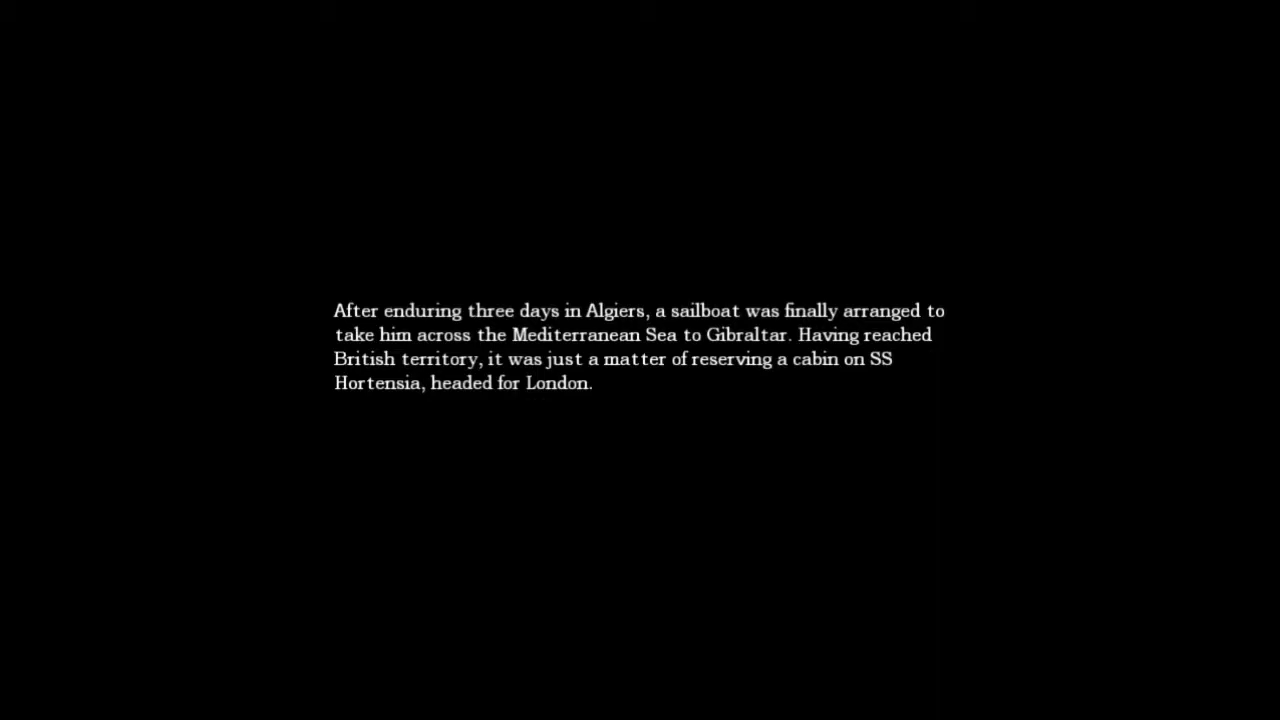 After enduring three days in Algiers, a sailboat was finally arranged to
take him across the Mediterranean Sea to Gibraltar. Having reached
British territory, it was just a matter of reserving a cabin on SS
Hortensia, headed for London.